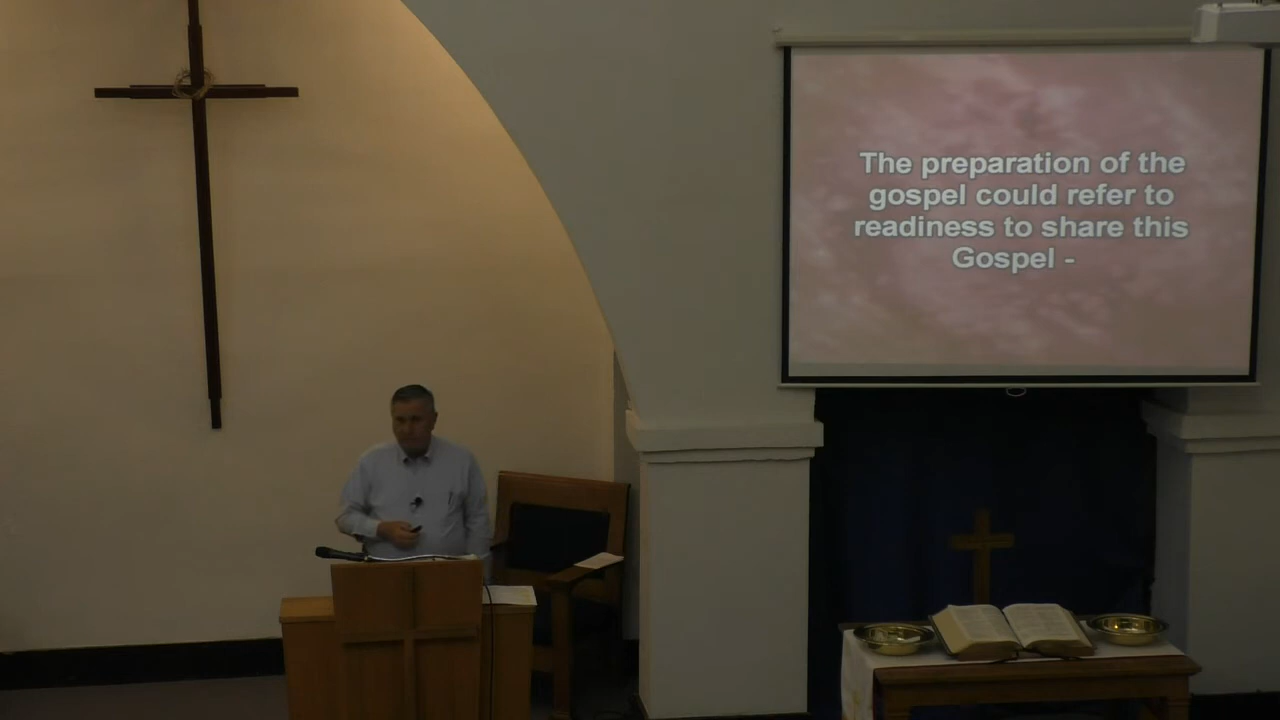 The preparation of the
gospel could refer to
readiness to share this
Gospel -